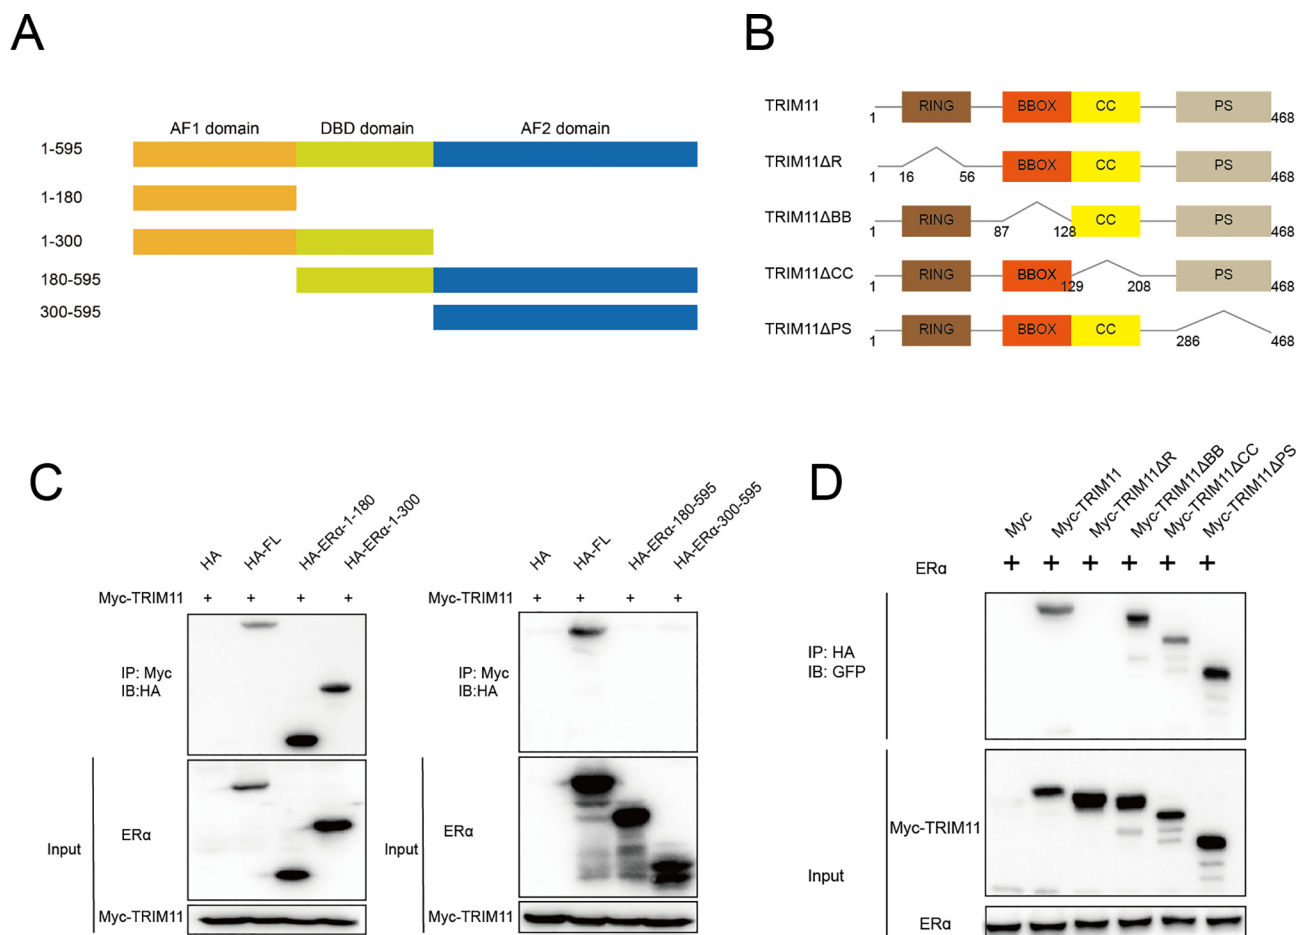 A
AF1 domain DBD domain AF2 domain
1-595
1-180
1-300
180-595
300-595
B
TRIM11 RING BBOX CC PS
1 468
TRIM11ΔR BBOX CC PS
1 16 56 468
TRIM11ΔBB RING CC PS
1 87 128 468
TRIM11ΔCC RING BBOX PS
1 129 208 468
TRIM11ΔPS RING BBOX CC
1 286 468
C
HA HA-FL HA-ERα-1-180 HA-ERα-1-300
Myc-TRIM11 + + + +
IP: Myc
IB:HA
ERα
Input
Myc-TRIM11
HA HA-FL HA-ERα-180-595 HA-ERα-300-595
Myc-TRIM11 + + + +
IP: Myc
IB:HA
ERα
Input
Myc-TRIM11
D
Myc Myc-TRIM11 Myc-TRIM11ΔR Myc-TRIM11ΔBB Myc-TRIM11ΔCC Myc-TRIM11ΔPS
ERα + + + + + +
IP: HA
IB: GFP
Myc-TRIM11
Input
ERα